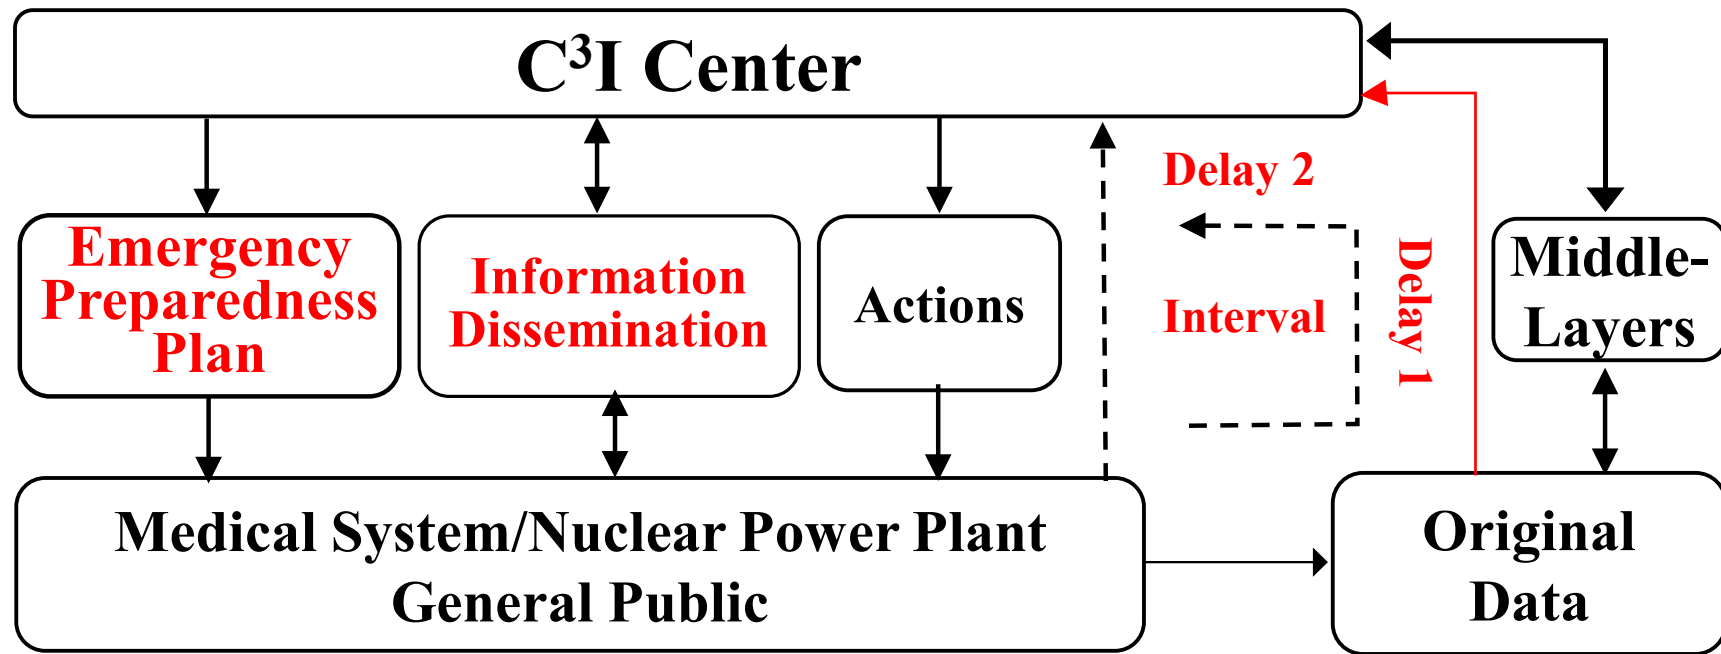 C³I Center
Emergency
Preparedness
Plan
Information
Dissemination
Actions
Delay 2
Interval
Delay 1
Middle-
Layers
Medical System/Nuclear Power Plant
General Public
Original
Data